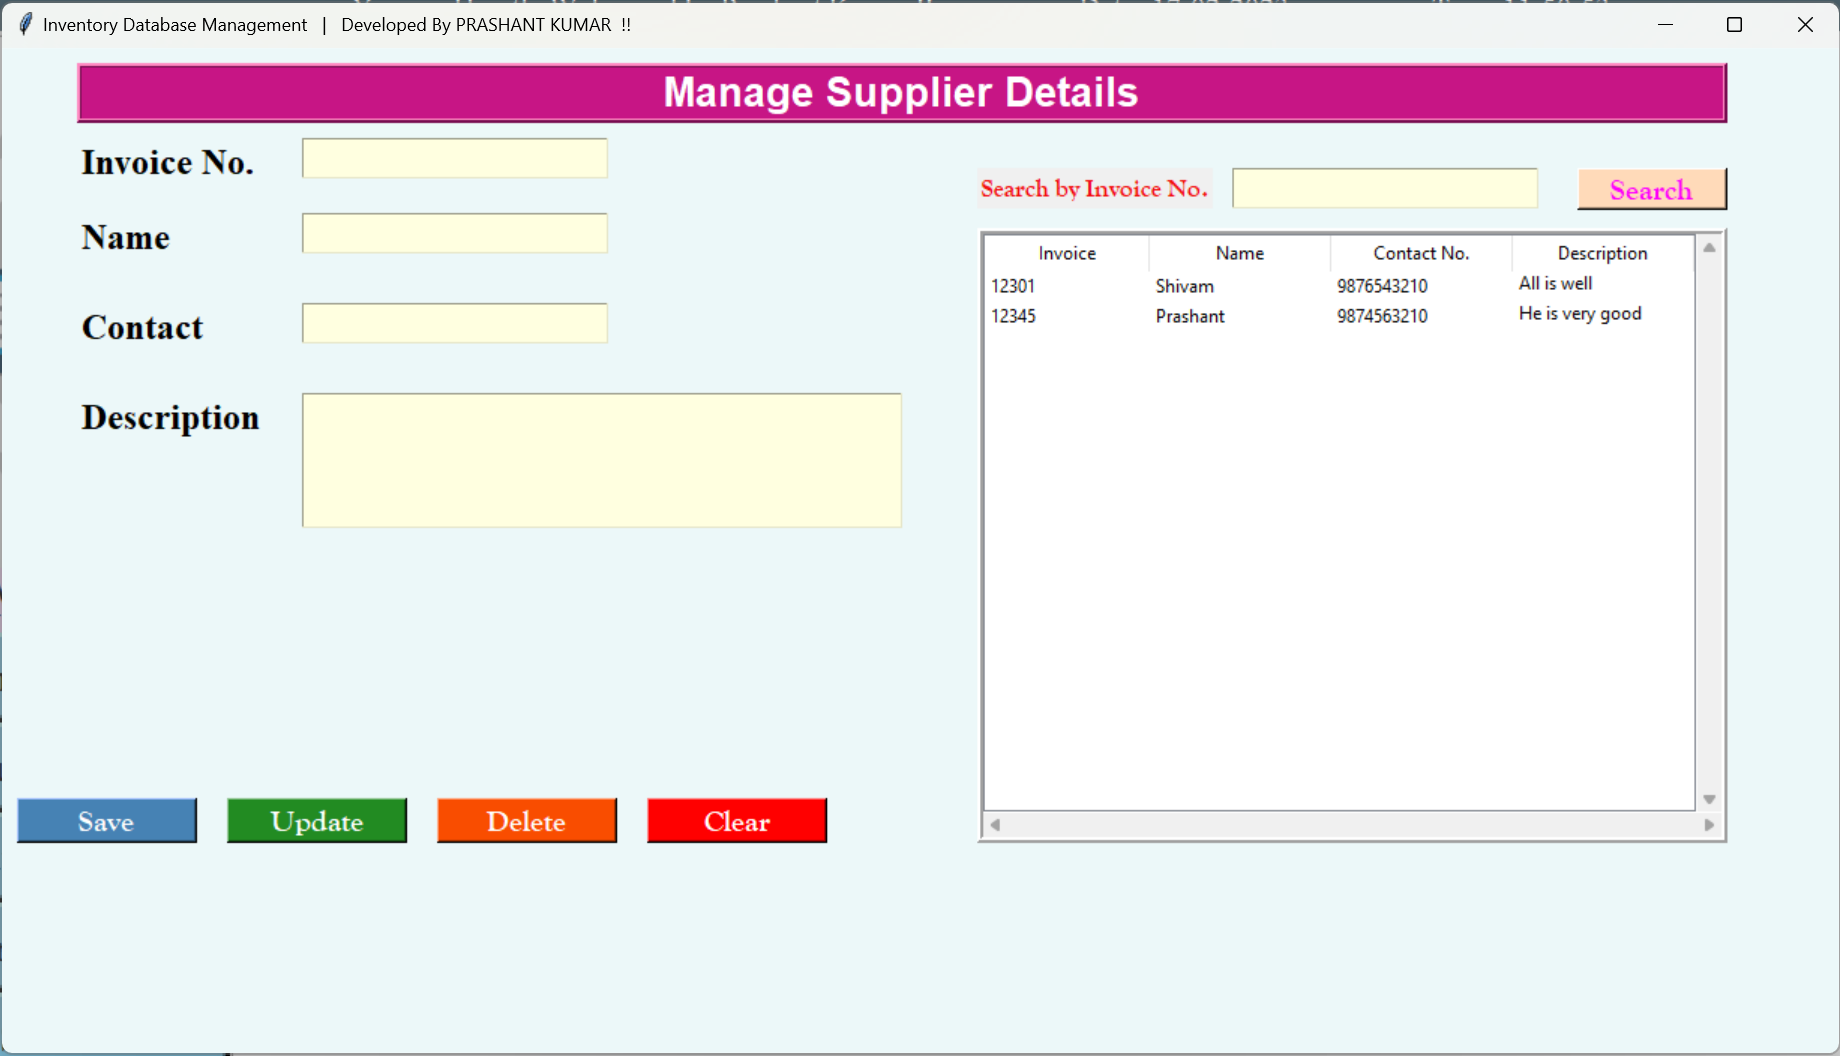 Inventory Database Management | Developed By PRASHANT KUMAR !!
Manage Supplier Details
Invoice No.
Name
Contact
Description
Search by Invoice No.
Search
Invoice Name Contact No. Description
12301 Shivam 9876543210 All is well
12345 Prashant 9874563210 He is very good
Save Update Delete Clear